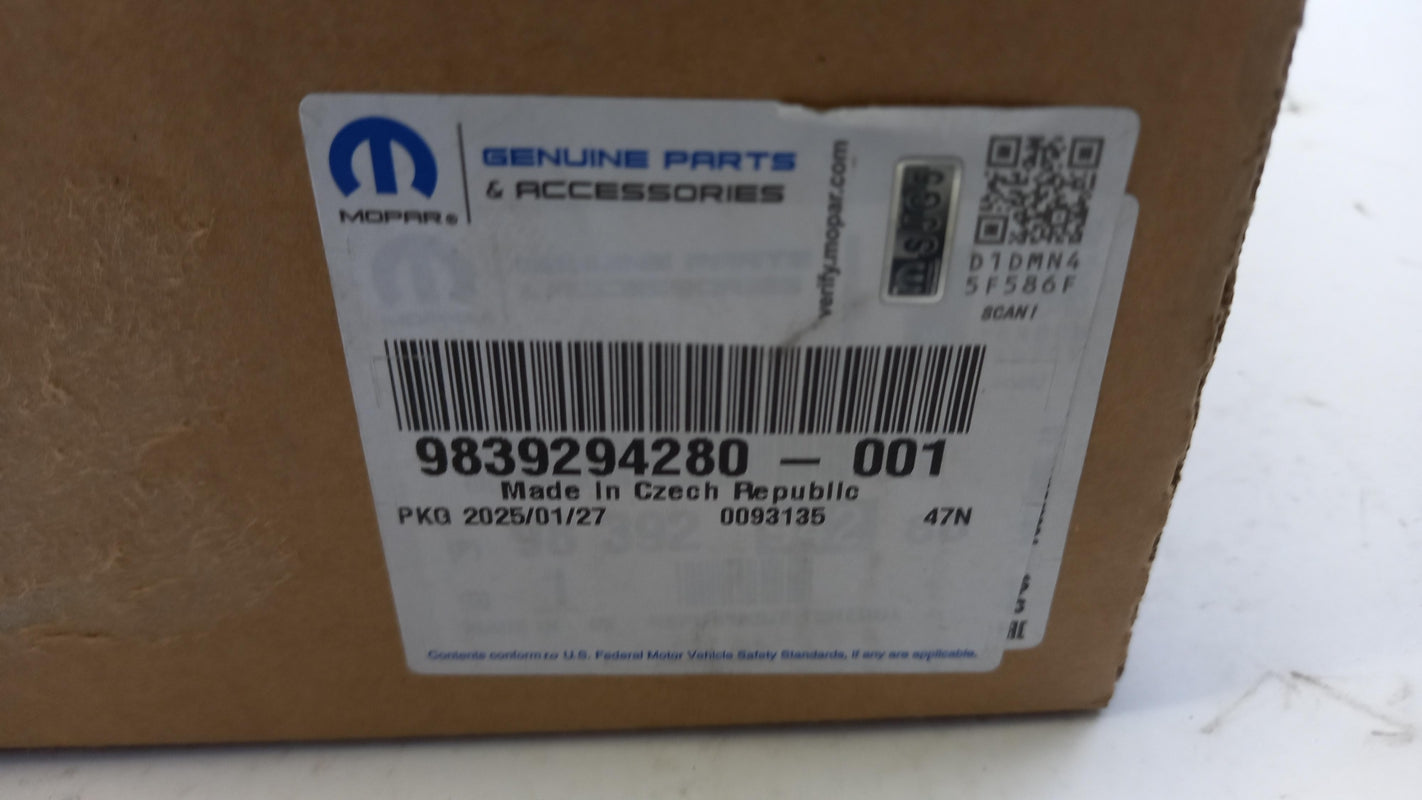 MOPAR®
GENUINE PARTS
& ACCESSORIES
verify.mopar.com
D1DMN4
5F586F
SCAN!
9839294280 – 001
Made In Czech Republic
PKG 2025/01/27 0093135 47N
Contents conform to U.S. Federal Motor Vehicle Safety Standards, if any are applicable.